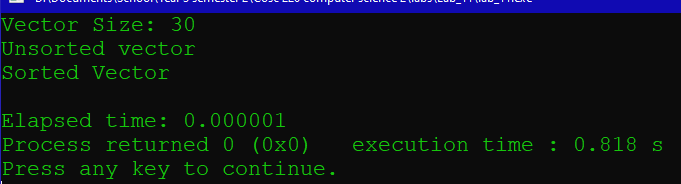 Vector Size: 30
Unsorted vector
Sorted Vector
Elapsed time: 0.000001
Process returned 0 (0x0)   execution time : 0.818 s
Press any key to continue.